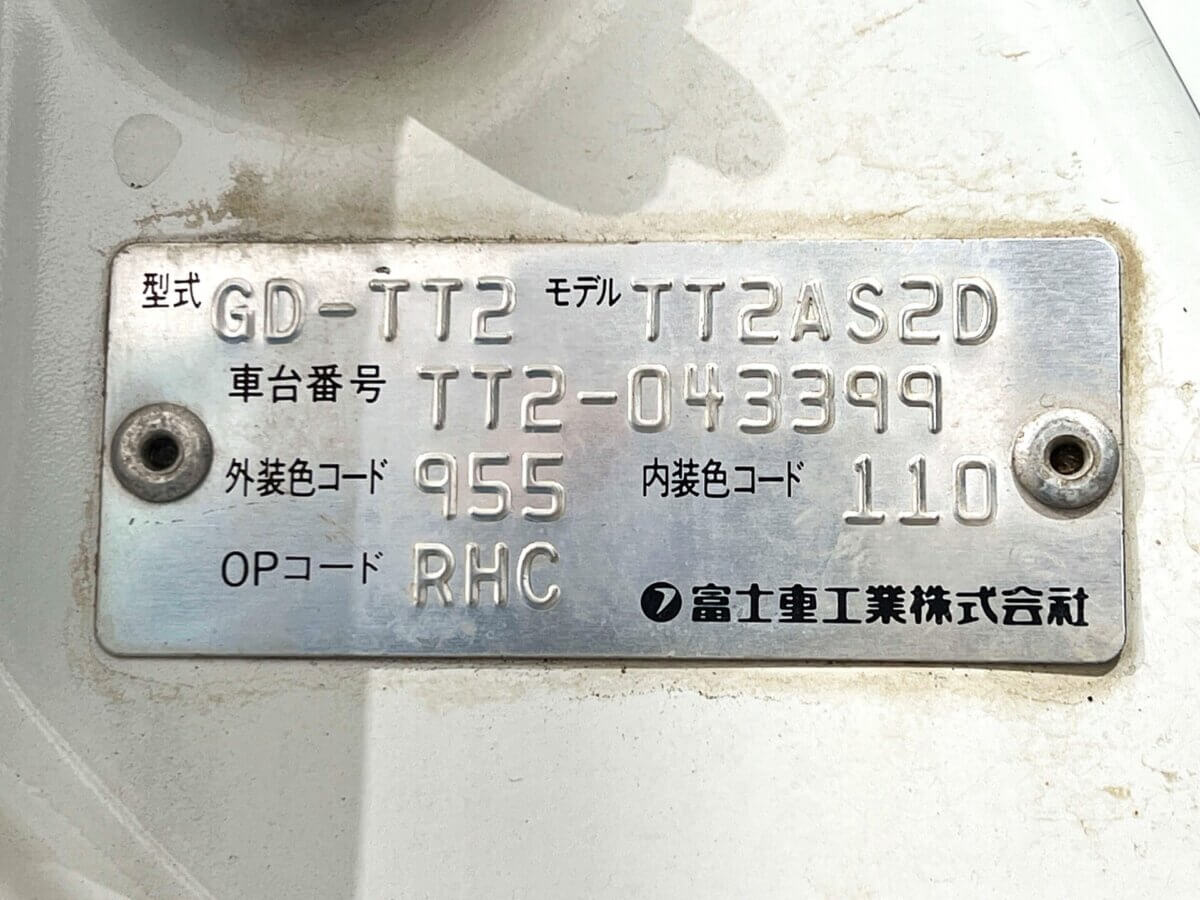 型式 GD-TT2 モデル TT2AS2D
車台番号 TT2-043399
外装色コード 955 内装色コード 110
OPコード RHC
富士重工業株式会社